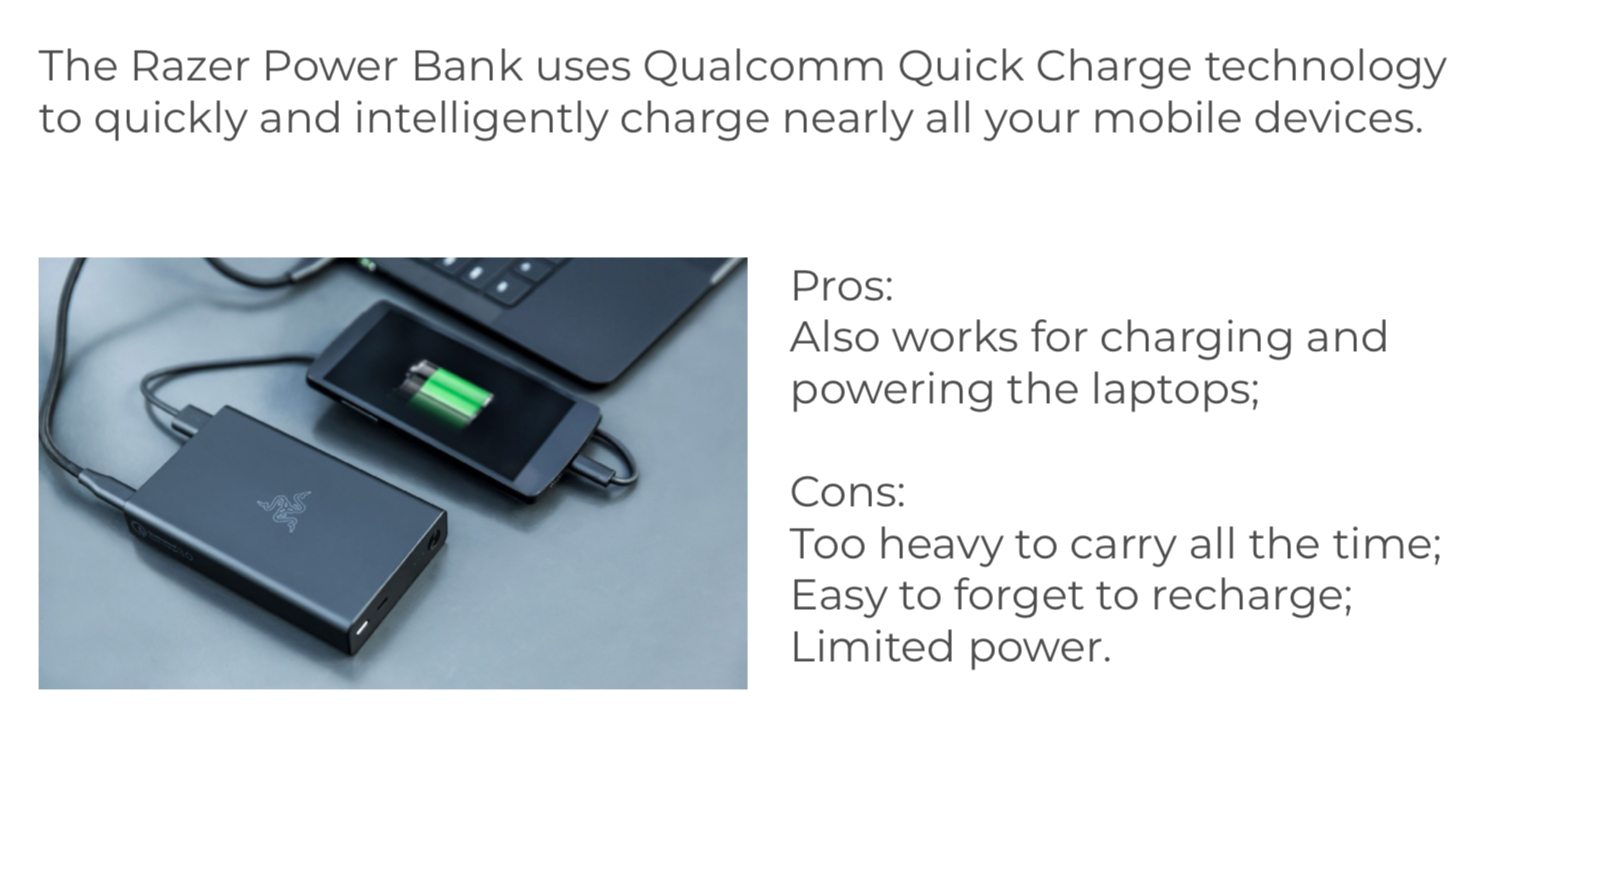 The Razer Power Bank uses Qualcomm Quick Charge technology
to quickly and intelligently charge nearly all your mobile devices.
Pros:
Also works for charging and
powering the laptops;
Cons:
Too heavy to carry all the time;
Easy to forget to recharge;
Limited power.